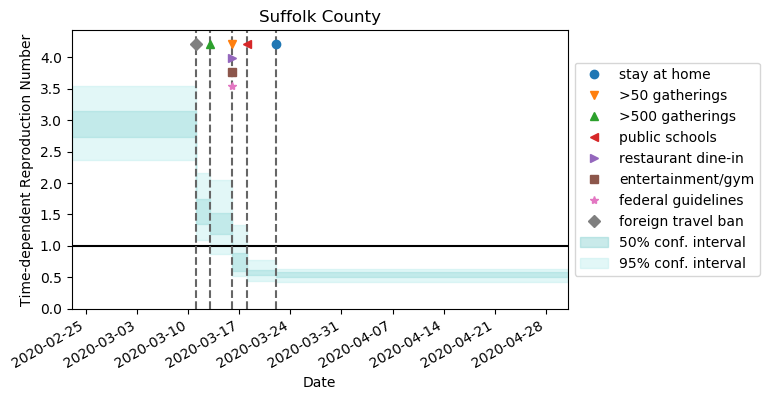 Suffolk County
Time-dependent Reproduction Number
4.0
3.5
3.0
2.5
2.0
1.5
1.0
0.5
0.0
2020-02-25
2020-03-03
2020-03-10
2020-03-17
2020-03-24
2020-03-31
2020-04-07
2020-04-14
2020-04-21
2020-04-28
Date
stay at home
>50 gatherings
>500 gatherings
public schools
restaurant dine-in
entertainment/gym
federal guidelines
foreign travel ban
50% conf. interval
95% conf. interval